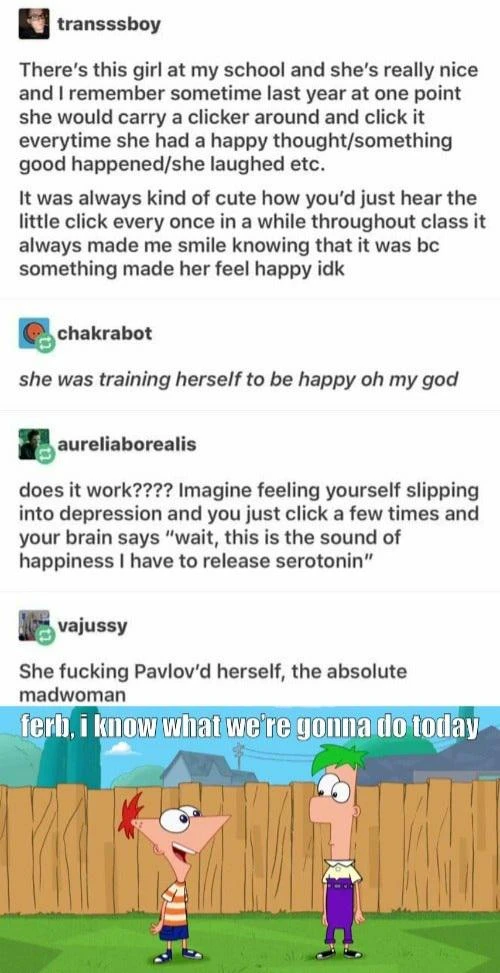 transssboy
There's this girl at my school and she's really nice
and I remember sometime last year at one point
she would carry a clicker around and click it
everytime she had a happy thought/something
good happened/she laughed etc.
It was always kind of cute how you'd just hear the
little click every once in a while throughout class it
always made me smile knowing that it was bc
something made her feel happy idk
chakrabot
she was training herself to be happy oh my god
aureliaborealis
does it work???? Imagine feeling yourself slipping
into depression and you just click a few times and
your brain says "wait, this is the sound of
happiness I have to release serotonin"
vajussy
She fucking Pavlov'd herself, the absolute
madwoman
ferb, i know what we're gonna do today